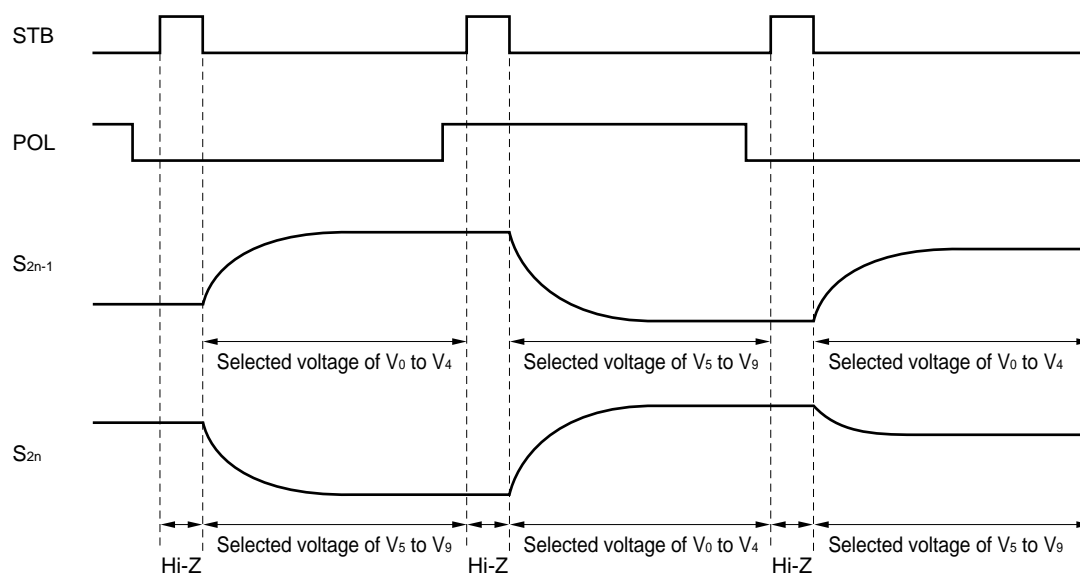 STB
POL
S2n-1
Selected voltage of V0 to V4 Selected voltage of V5 to V9 Selected voltage of V0 to V4
S2n
Selected voltage of V5 to V9 Selected voltage of V0 to V4 Selected voltage of V5 to V9
Hi-Z Hi-Z Hi-Z